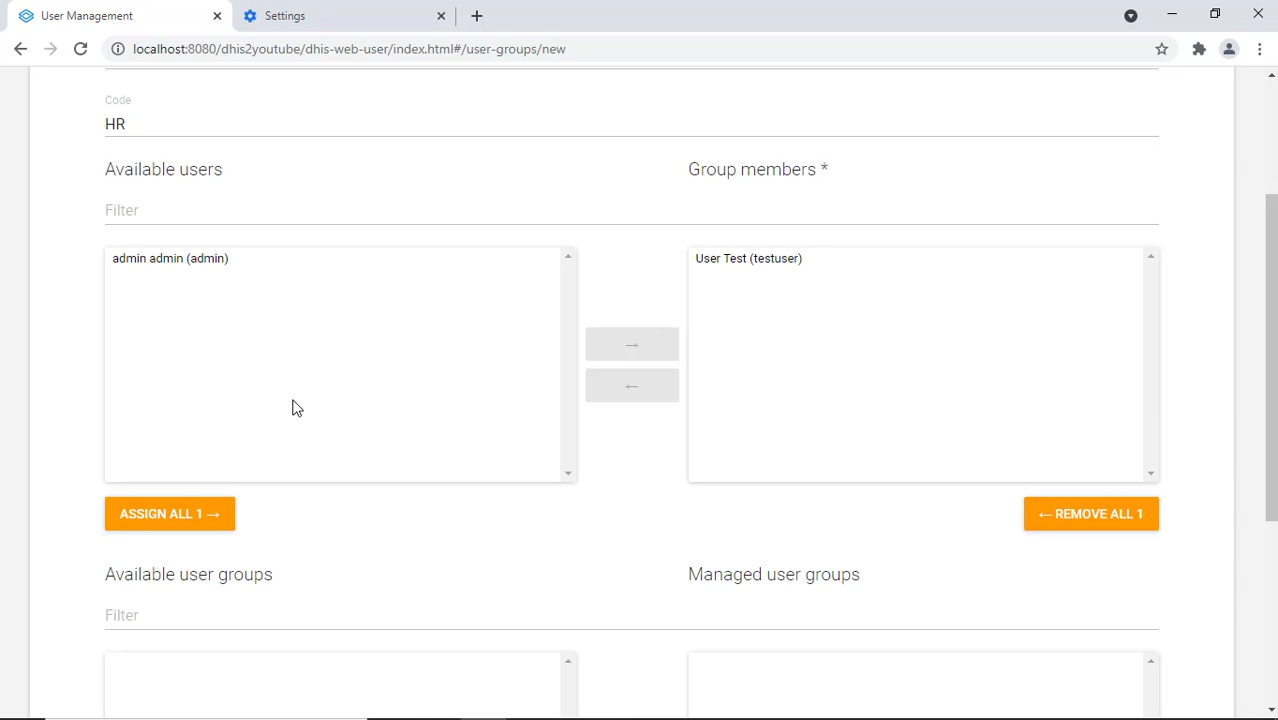 User Management
Settings
localhost:8080/dhis2youtube/dhis-web-user/index.html#/user-groups/new
Code
HR
Available users
Group members *
Filter
admin admin (admin)
User Test (testuser)
→
←
ASSIGN ALL 1 →
← REMOVE ALL 1
Available user groups
Managed user groups
Filter